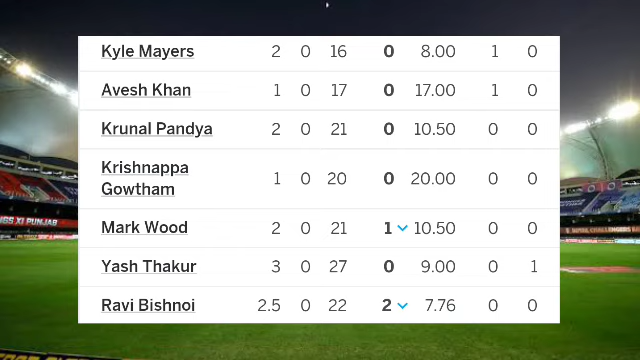 Kyle Mayers 2 0 16 0 8.00 1 0
Avesh Khan 1 0 17 0 17.00 1 0
Krunal Pandya 2 0 21 0 10.50 0 0
Krishnappa
Gowtham 1 0 20 0 20.00 0 0
Mark Wood 2 0 21 1 10.50 0 0
Yash Thakur 3 0 27 0 9.00 0 1
Ravi Bishnoi 2.5 0 22 2 7.76 0 0
NGS XI PUNJAB